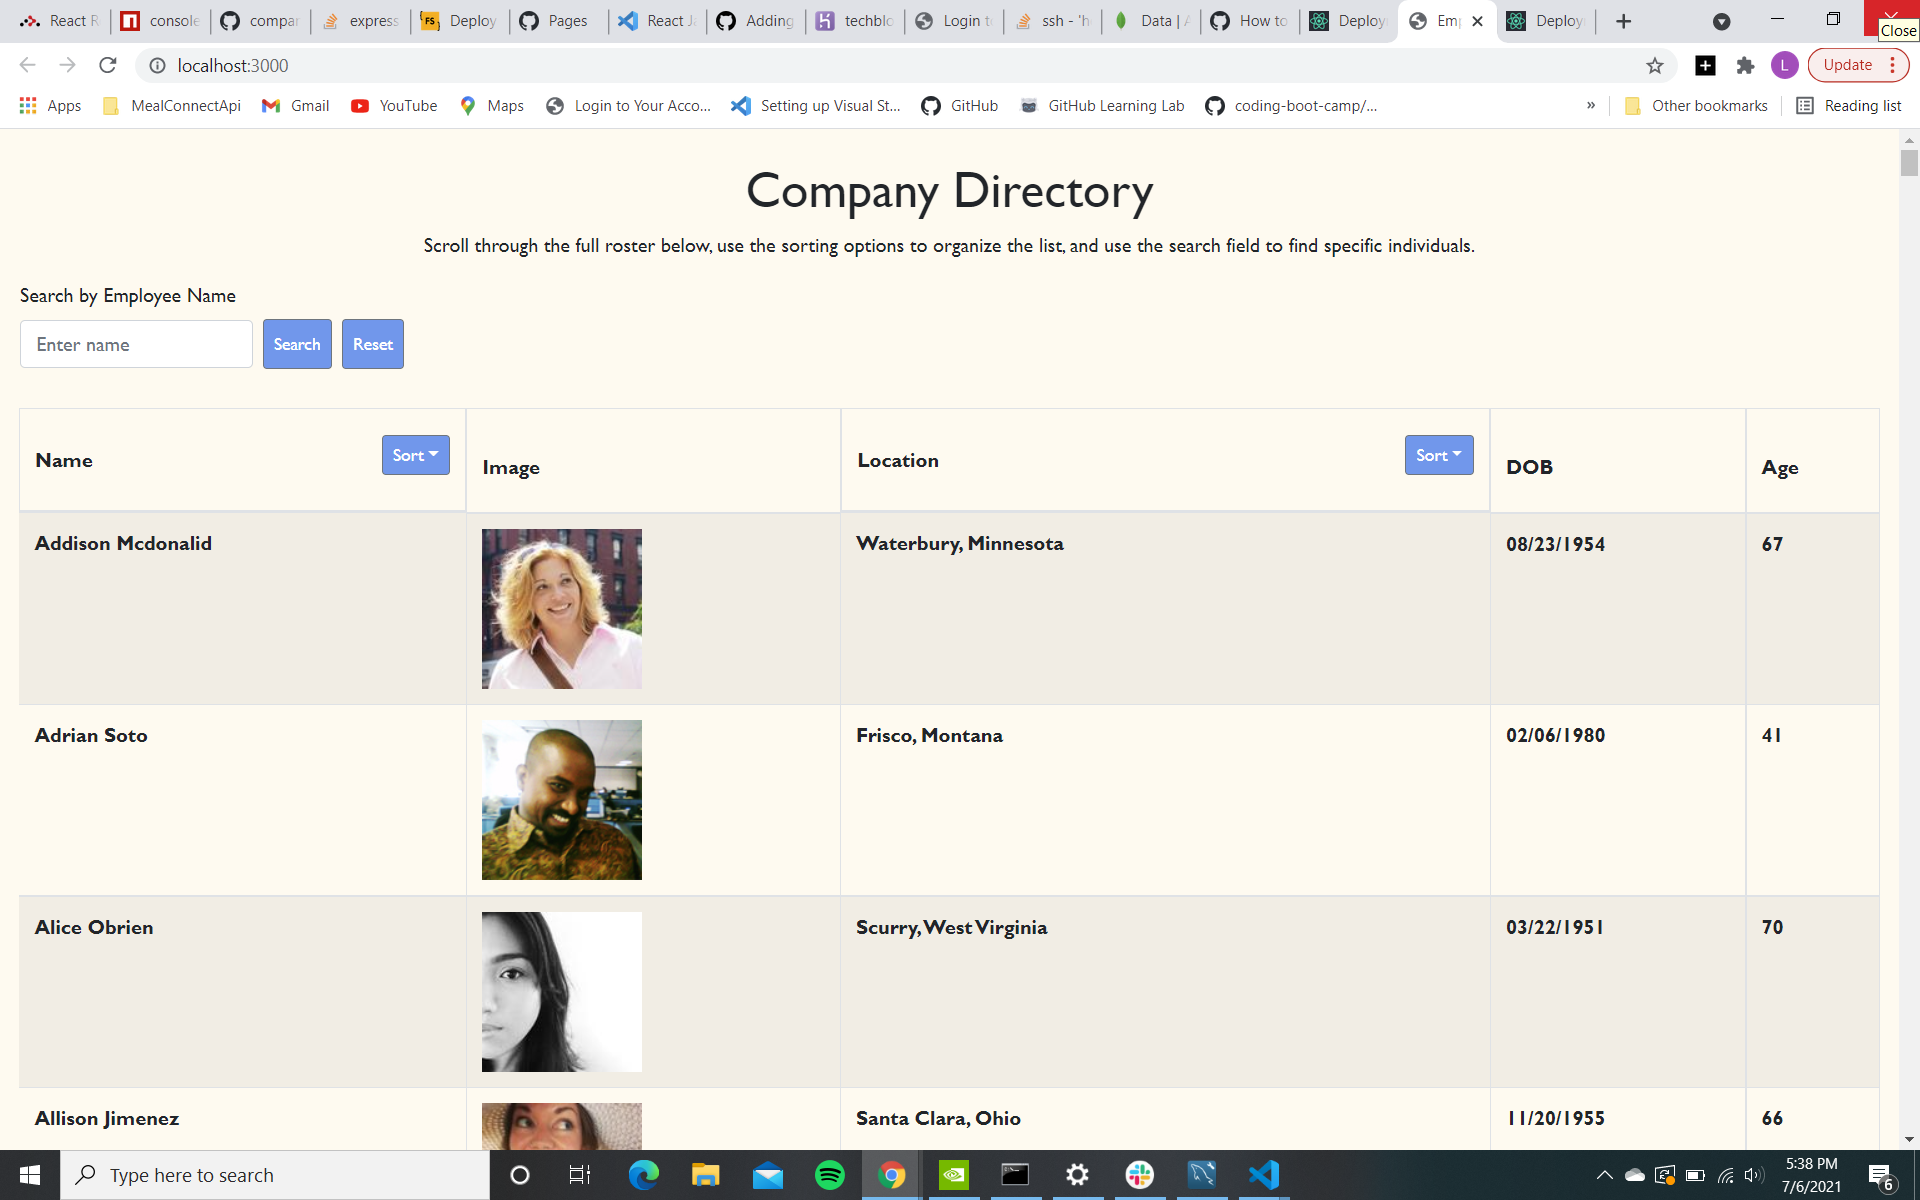 React R
console
compar
express
Deploy
Pages
React Ja
Adding
techblo
Login to
ssh - 'h
Data | A
How to
Deploy
Emp
Deploy
Close
localhost:3000
L
Update
Apps
MealConnectApi
Gmail
YouTube
Maps
Login to Your Acco...
Setting up Visual St...
GitHub
GitHub Learning Lab
coding-boot-camp/...
»
Other bookmarks
Reading list
Company Directory
Scroll through the full roster below, use the sorting options to organize the list, and use the search field to find specific individuals.
Search by Employee Name
Enter name
Search
Reset
Name
Sort
Image
Location
Sort
DOB
Age
Addison Mcdonalid
Waterbury, Minnesota
08/23/1954
67
Adrian Soto
Frisco, Montana
02/06/1980
41
Alice Obrien
Scurry, West Virginia
03/22/1951
70
Allison Jimenez
Santa Clara, Ohio
11/20/1955
66
Type here to search
5:38 PM
7/6/2021
6